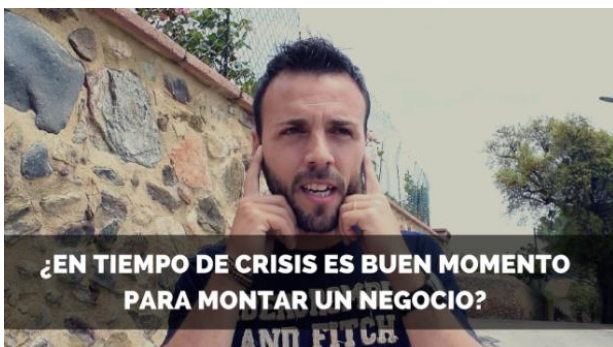 ¿EN TIEMPO DE CRISIS ES BUEN MOMENTO
PARA MONTAR UN NEGOCIO?
AND FITCH